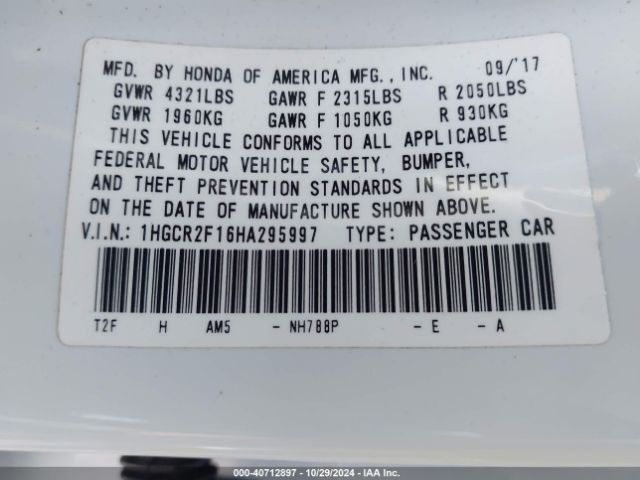 MFD. BY HONDA OF AMERICA MFG., INC. 09/'17
GVWR 4321LBS GAWR F 2315LBS R 2050LBS
GVWR 1960KG GAWR F 1050KG R 930KG
THIS VEHICLE CONFORMS TO ALL APPLICABLE
FEDERAL MOTOR VEHICLE SAFETY, BUMPER,
AND THEFT PREVENTION STANDARDS IN EFFECT
ON THE DATE OF MANUFACTURE SHOWN ABOVE.
V.I.N.: 1HGCR2F16HA295997 TYPE: PASSENGER CAR
T2F H AM5 - NH788P - E - A
000-40712897 - 10/29/2024 - IAA Inc.